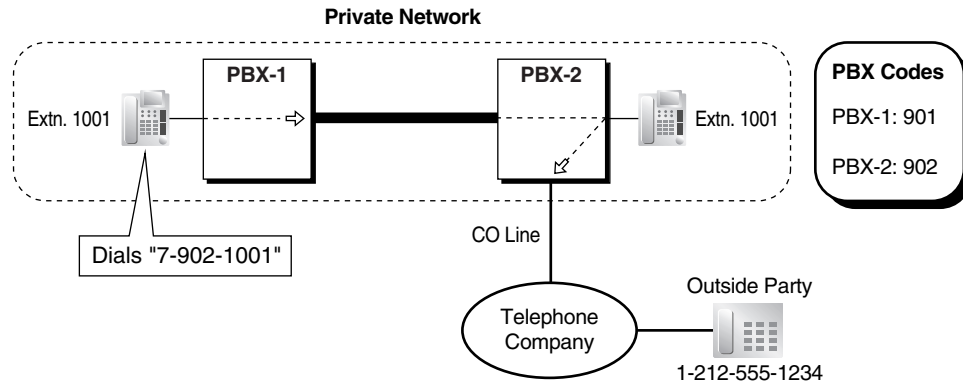 Private Network
PBX-1
PBX-2
Extn. 1001
Extn. 1001
PBX Codes
PBX-1: 901
PBX-2: 902
Dials "7-902-1001"
CO Line
Telephone
Company
Outside Party
1-212-555-1234